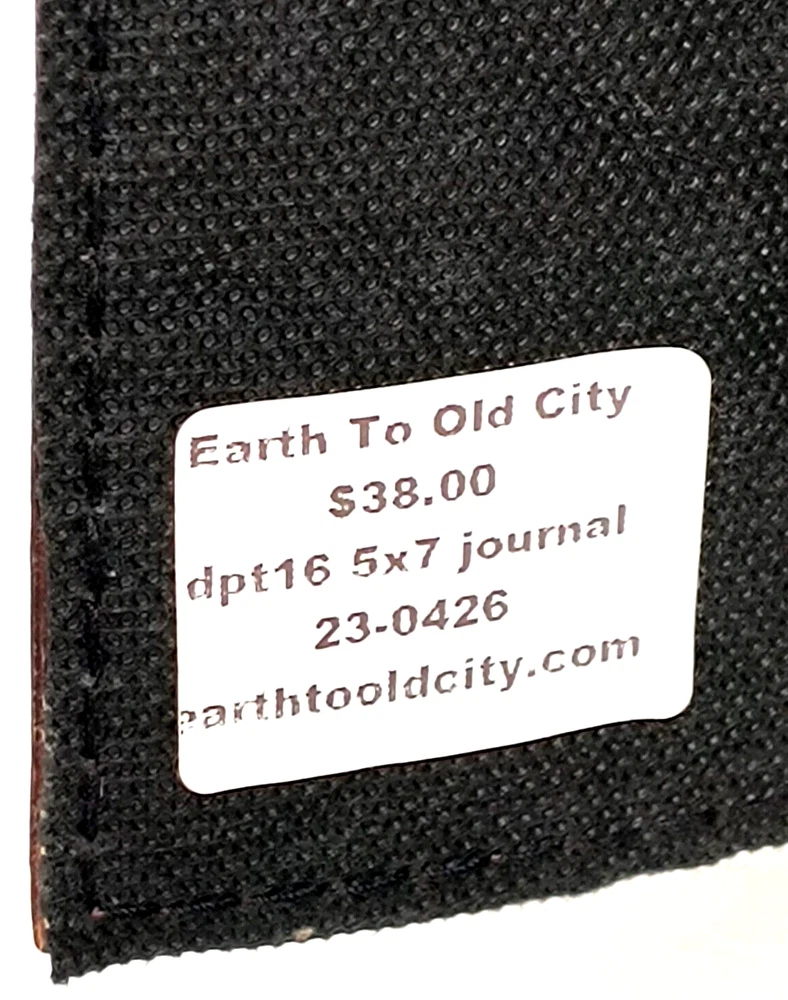 Earth To Old City
$38.00
dpt16 5x7 journal
23-0426
earthtooldcity.com